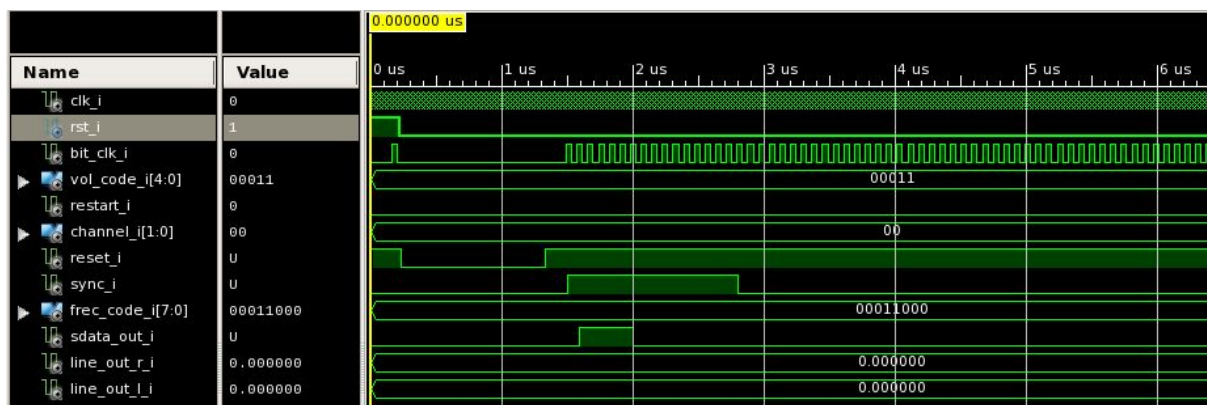 0.000000 us
Name Value
0 us 1 us 2 us 3 us 4 us 5 us 6 us
clk_i 0
rst_i 1
bit_clk_i 0
vol_code_i[4:0] 00011 00011
restart_i 0
channel_i[1:0] 00 00
reset_i U
sync_i U
frec_code_i[7:0] 00011000 00011000
sdata_out_i U
line_out_r_i 0.000000 0.000000
line_out_l_i 0.000000 0.000000